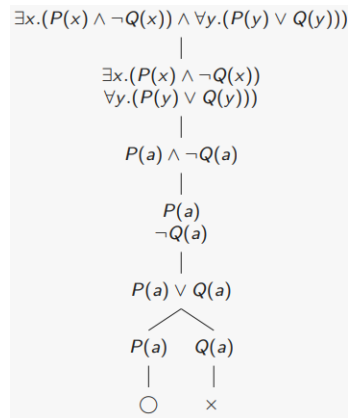 ∃x.(P(x) ∧ ¬Q(x)) ∧ ∀y.(P(y) ∨ Q(y)))
∃x.(P(x) ∧ ¬Q(x))
∀y.(P(y) ∨ Q(y)))
P(a) ∧ ¬Q(a)
P(a)
¬Q(a)
P(a) ∨ Q(a)
P(a) Q(a)
○ ×